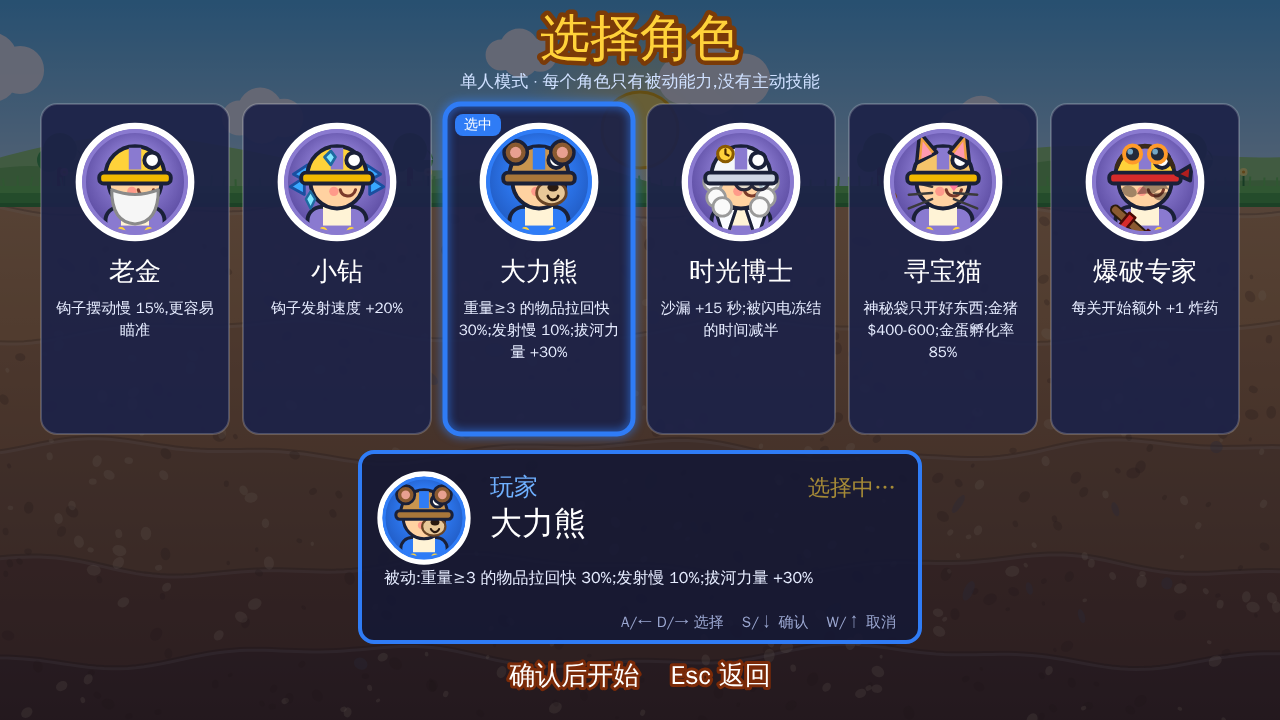 选择角色
单人模式 · 每个角色只有被动能力,没有主动技能
选中
老金
钩子摆动慢 15%,更容易
瞄准
小钻
钩子发射速度 +20%
大力熊
重量≥3 的物品拉回快
30%;发射慢 10%;拔河力
量 +30%
时光博士
沙漏 +15 秒;被闪电冻结
的时间减半
寻宝猫
神秘袋只开好东西;金猪
$400-600;金蛋孵化率
85%
爆破专家
每关开始额外 +1 炸药
玩家
选择中···
大力熊
被动:重量≥3 的物品拉回快 30%;发射慢 10%;拔河力量 +30%
A/← D/→ 选择 S/↓ 确认 W/↑ 取消
确认后开始 Esc 返回